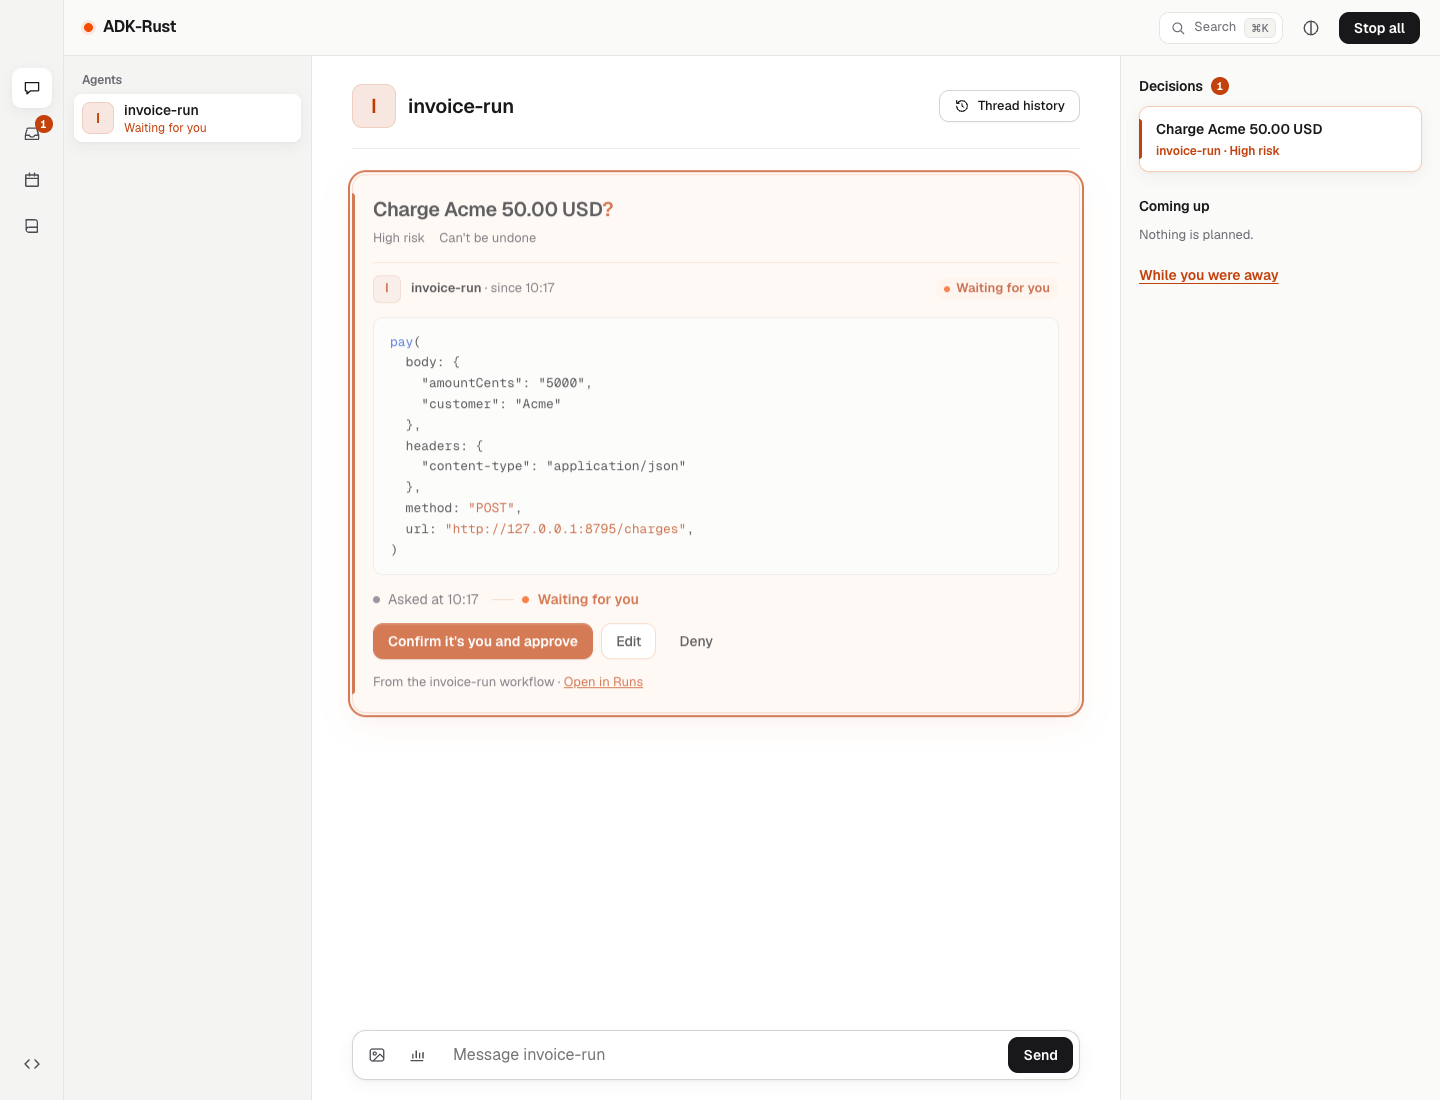 ADK-Rust
Search ⌘K
Stop all
1
Agents
I
invoice-run
Waiting for you
I
invoice-run
Thread history
Charge Acme 50.00 USD?
High risk Can't be undone
I
invoice-run · since 10:17
Waiting for you
pay(
  body: {
    "amountCents": "5000",
    "customer": "Acme"
  },
  headers: {
    "content-type": "application/json"
  },
  method: "POST",
  url: "http://127.0.0.1:8795/charges",
)
Asked at 10:17
Waiting for you
Confirm it's you and approve
Edit
Deny
From the invoice-run workflow · Open in Runs
Message invoice-run
Send
Decisions 1
Charge Acme 50.00 USD
invoice-run · High risk
Coming up
Nothing is planned.
While you were away